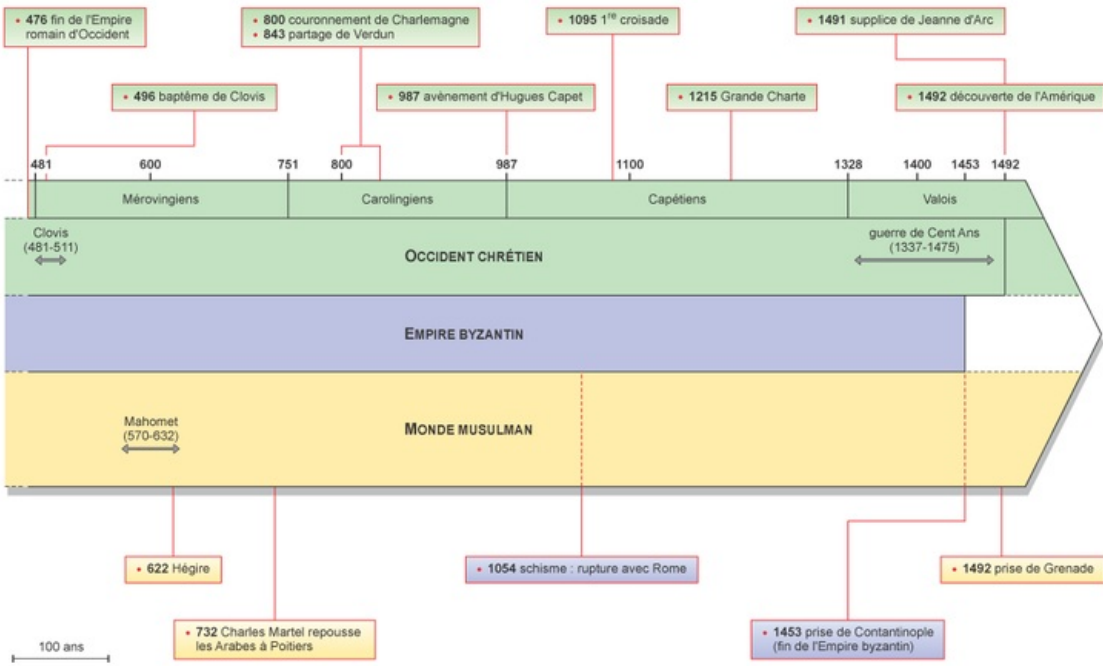 • 476 fin de l'Empire
romain d'Occident
• 800 couronnement de Charlemagne
• 843 partage de Verdun
• 1095 1re croisade
• 1491 supplice de Jeanne d'Arc
• 496 baptême de Clovis
• 987 avènement d'Hugues Capet
• 1215 Grande Charte
• 1492 découverte de l'Amérique
481 600 751 800 987 1100 1328 1400 1453 1492
Mérovingiens Carolingiens Capétiens Valois
Clovis
(481-511)
OCCIDENT CHRÉTIEN
guerre de Cent Ans
(1337-1475)
EMPIRE BYZANTIN
Mahomet
(570-632)
MONDE MUSULMAN
• 622 Hégire
• 1054 schisme : rupture avec Rome
• 1492 prise de Grenade
• 732 Charles Martel repousse
les Arabes à Poitiers
• 1453 prise de Contantinople
(fin de l'Empire byzantin)
100 ans